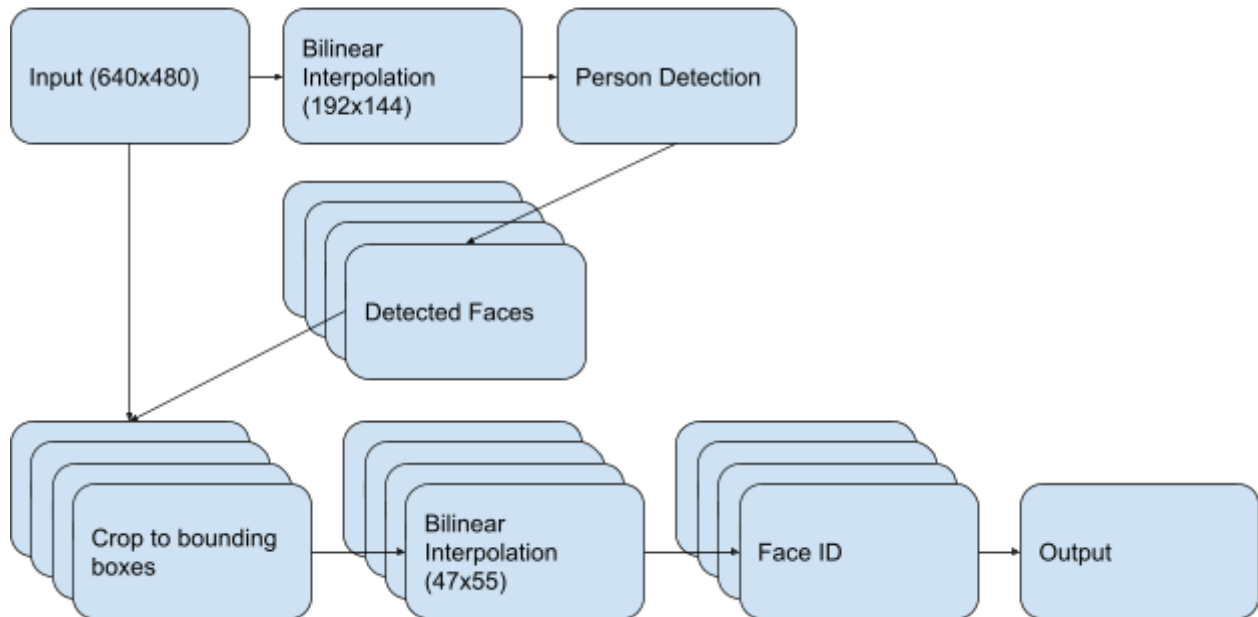 Input (640x480)
Bilinear
Interpolation
(192x144)
Person Detection
Detected Faces
Crop to bounding
boxes
Bilinear
Interpolation
(47x55)
Face ID
Output